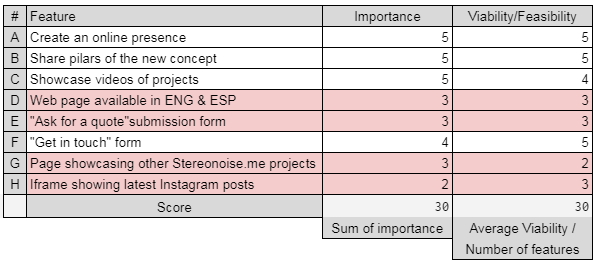 # Feature Importance Viability/Feasibility
A Create an online presence 5 5
B Share pilars of the new concept 5 5
C Showcase videos of projects 5 4
D Web page available in ENG & ESP 3 3
E "Ask for a quote"submission form 3 3
F "Get in touch" form 4 5
G Page showcasing other Stereonoise.me projects 3 2
H Iframe showing latest Instagram posts 2 3
Score 30 30
Sum of importance Average Viability /
Number of features